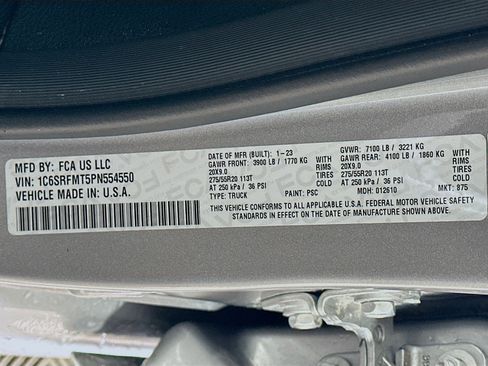 MFD BY: FCA US LLC
VIN: 1C6SRFMT5PN554550
VEHICLE MADE IN: U.S.A.
DATE OF MFR (BUILT): 1-23
GVWR: 7100 LB / 3221 KG
GAWR FRONT: 3900 LB / 1770 KG
GAWR REAR: 4100 LB / 1860 KG
20X9.0 RIMS 20X9.0 RIMS
275/55R20 113T TIRES 275/55R20 113T TIRES
AT 250 kPa / 36 PSI COLD AT 250 kPa / 36 PSI COLD
TYPE: TRUCK PAINT: PSC MDH: 012610 MKT: 875
THIS VEHICLE CONFORMS TO ALL APPLICABLE U.S.A. FEDERAL MOTOR VEHICLE SAFETY
STANDARDS IN EFFECT ON THE DATE OF MANUFACTURE SHOWN ABOVE.